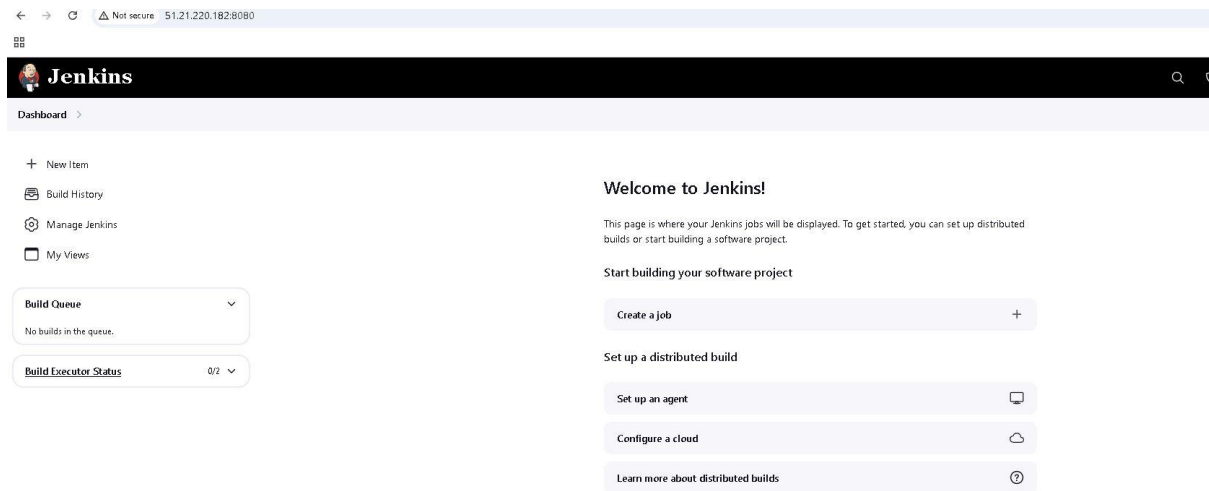 Not secure 51.21.220.182:8080
Jenkins
Dashboard
New Item
Build History
Manage Jenkins
My Views
Build Queue
No builds in the queue.
Build Executor Status 0/2
Welcome to Jenkins!
This page is where your Jenkins jobs will be displayed. To get started, you can set up distributed
builds or start building a software project.
Start building your software project
Create a job
Set up a distributed build
Set up an agent
Configure a cloud
Learn more about distributed builds